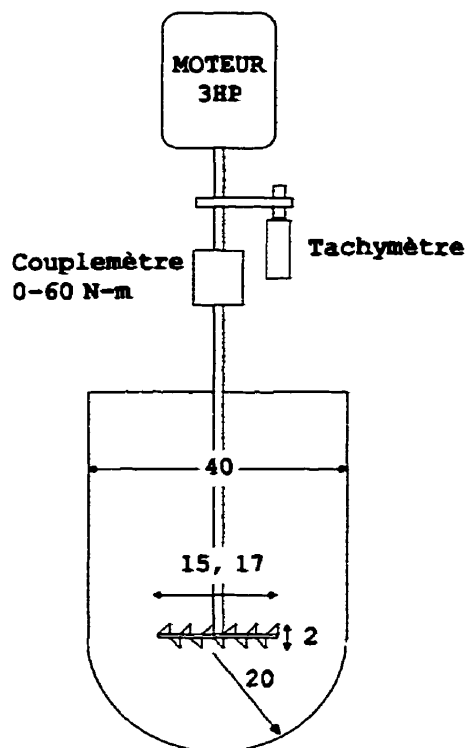 MOTEUR
3HP
Tachymètre
Couplemètre
0-60 N-m
40
15, 17
2
20